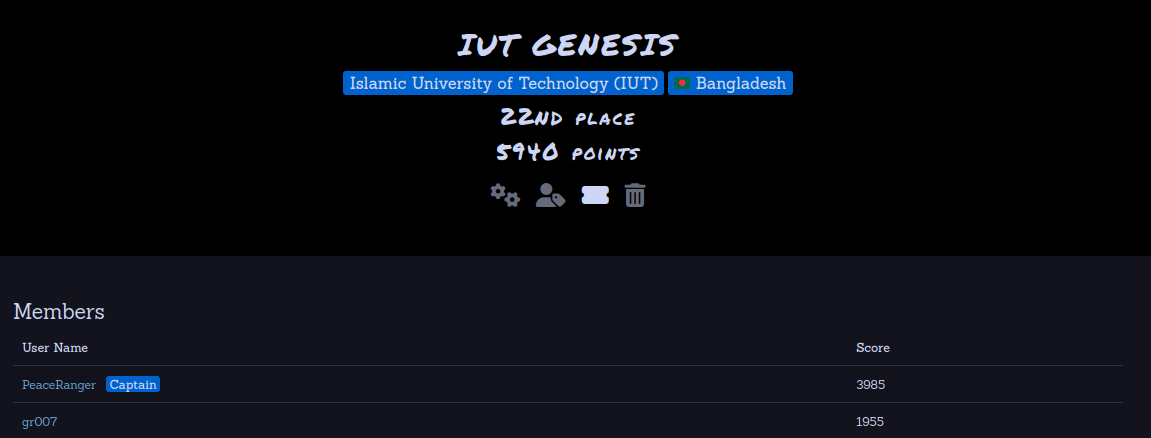 IUT GENESIS
Islamic University of Technology (IUT) Bangladesh
22ND PLACE
5940 POINTS
Members
User Name Score
PeaceRanger Captain 3985
gr007 1955